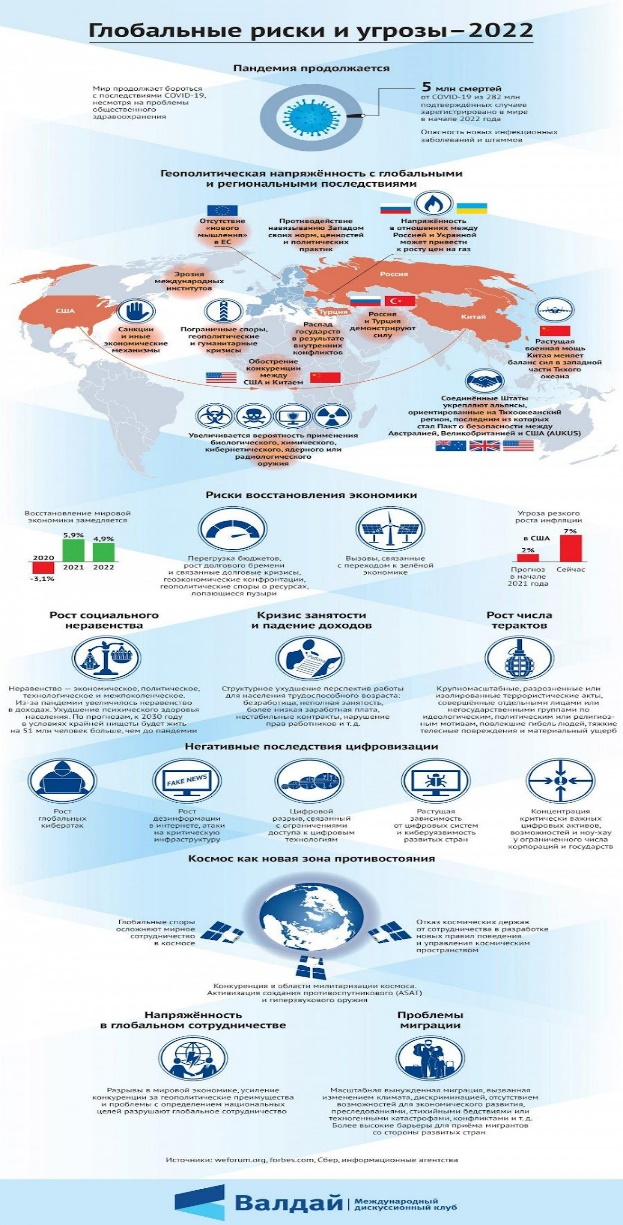 Глобальные риски и угрозы–2022
Пандемия продолжается
Мир продолжает бороться
с последствиями COVID-19,
несмотря на проблемы
общественного
здравоохранения
5 млн смертей
от COVID-19 из 282 млн
подтверждённых случаев
зарегистрировано в мире
в начале 2022 года
Опасность новых инфекционных
заболеваний и штаммов
Геополитическая напряжённость с глобальными
и региональными последствиями
Отсутствие
«нового
мышления»
в ЕС
Противодействие
навязыванию Западом
своих норм, ценностей
и политических
практик
Напряжённость
в отношениях между
Россией и Украиной
может привести
к росту цен на газ
Эрозия
международных
институтов
Россия
США
Турция
Китай
Санкции
и иные
экономические
механизмы
Пограничные споры,
геополитические
и гуманитарные
кризисы
Распад
государств
в результате
внутренних
конфликтов
Россия
и Турция
демонстрируют
силу
Растущая
военная мощь
Китая меняет
баланс сил в западной
части Тихого
океана
Обострение
конкуренции
между
США и Китаем
Соединённые Штаты
укрепляют альянсы,
ориентированные на Тихоокеанский
регион, последним из которых
стал Пакт о безопасности между
Австралией, Великобританией и США (AUKUS)
Увеличивается вероятность применения
биологического, химического,
кибернетического, ядерного или
радиологического
оружия
Риски восстановления экономики
Восстановление мировой
экономики замедляется
2020
-3,1%
5,9%
2021
4,9%
2022
Перегрузка бюджетов,
рост долгового бремени
и связанные долговые кризисы,
геоэкономические конфронтации,
геополитические споры о ресурсах,
лопающиеся пузыри
Вызовы, связанные
с переходом к зелёной
экономике
Угроза резкого
роста инфляции
в США
2%
7%
Прогноз
в начале
2021 года
Сейчас
Рост социального
неравенства
Неравенство — экономическое, политическое,
технологическое и межпоколенческое.
Из-за пандемии увеличилось неравенство
в доходах. Ухудшение психического здоровья
населения. По прогнозам, к 2030 году
в условиях крайней нищеты будет жить
на 51 млн человек больше, чем до пандемии
Кризис занятости
и падение доходов
Структурное ухудшение перспектив работы
для населения трудоспособного возраста:
безработица, неполная занятость,
более низкая заработная плата,
нестабильные контракты, нарушение
прав работников и т.д.
Рост числа
терактов
Крупномасштабные, разрозненные или
изолированные террористические акты,
совершённые отдельными лицами или
негосударственными группами по
идеологическим, политическим или религиоз-
ным мотивам, повлекшие гибель людей, тяжкие
телесные повреждения и материальный ущерб
Негативные последствия цифровизации
FAKE NEWS
Рост
глобальных
кибератак
Рост
дезинформации
в интернете, атаки
на критическую
инфраструктуру
Цифровой
разрыв, связанный
с ограничениями
доступа к цифровым
технологиям
Растущая
зависимость
от цифровых систем
и киберуязвимость
развитых стран
Концентрация
критически важных
цифровых активов,
возможностей и ноу-хау
у ограниченного числа
корпораций и государств
Космос как новая зона противостояния
Глобальные споры
осложняют мирное
сотрудничество
в космосе
Отказ космических держав
от сотрудничества в разработке
новых правил поведения
и управления космическим
пространством
Конкуренция в области милитаризации космоса.
Активизация создания противоспутникового (ASAT)
и гиперзвукового оружия
Напряжённость
в глобальном сотрудничестве
Разрывы в мировой экономике, усиление
конкуренции за геополитические преимущества
и проблемы с определением национальных
целей разрушают глобальное сотрудничество
Проблемы
миграции
Масштабная вынужденная миграция, вызванная
изменением климата, дискриминацией, отсутствием
возможностей для экономического развития,
преследованиями, стихийными бедствиями или
техногенными катастрофами, конфликтами и т. д.
Более высокие барьеры для приёма мигрантов
со стороны развитых стран
Источники: weforum.org, forbes.com, Сбер, информационные агентства
Валдай
Международный
дискуссионный клуб